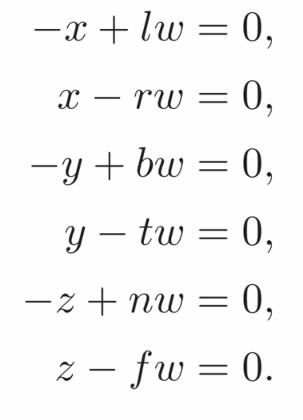 −x + lw = 0,
x − rw = 0,
−y + bw = 0,
y − tw = 0,
−z + nw = 0,
z − fw = 0.